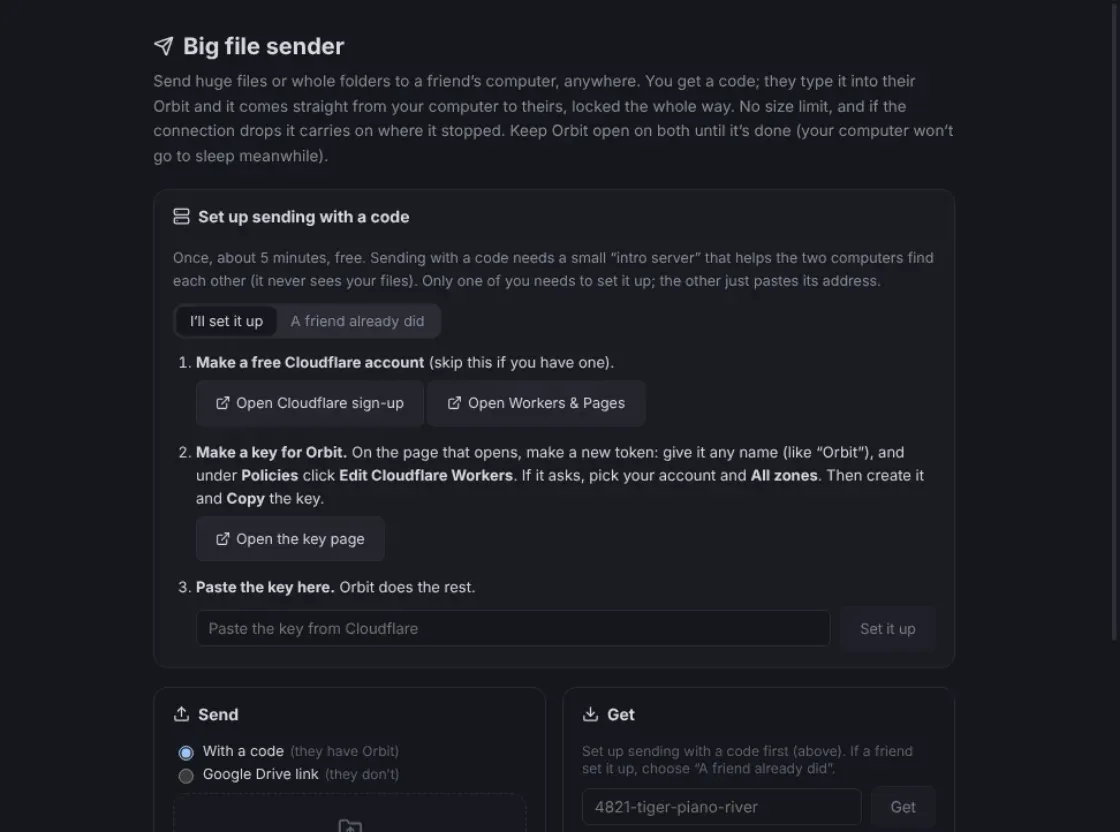 Big file sender
Send huge files or whole folders to a friend’s computer, anywhere. You get a code; they type it into their
Orbit and it comes straight from your computer to theirs, locked the whole way. No size limit, and if the
connection drops it carries on where it stopped. Keep Orbit open on both until it’s done (your computer won’t
go to sleep meanwhile).
Set up sending with a code
Once, about 5 minutes, free. Sending with a code needs a small “intro server” that helps the two computers find
each other (it never sees your files). Only one of you needs to set it up; the other just pastes its address.
I’ll set it up A friend already did
1. Make a free Cloudflare account (skip this if you have one).
Open Cloudflare sign-up Open Workers & Pages
2. Make a key for Orbit. On the page that opens, make a new token: give it any name (like “Orbit”), and
under Policies click Edit Cloudflare Workers. If it asks, pick your account and All zones. Then create it
and Copy the key.
Open the key page
3. Paste the key here. Orbit does the rest.
Paste the key from Cloudflare Set it up
Send
With a code (they have Orbit)
Google Drive link (they don’t)
Get
Set up sending with a code first (above). If a friend
set it up, choose “A friend already did”.
4821-tiger-piano-river Get